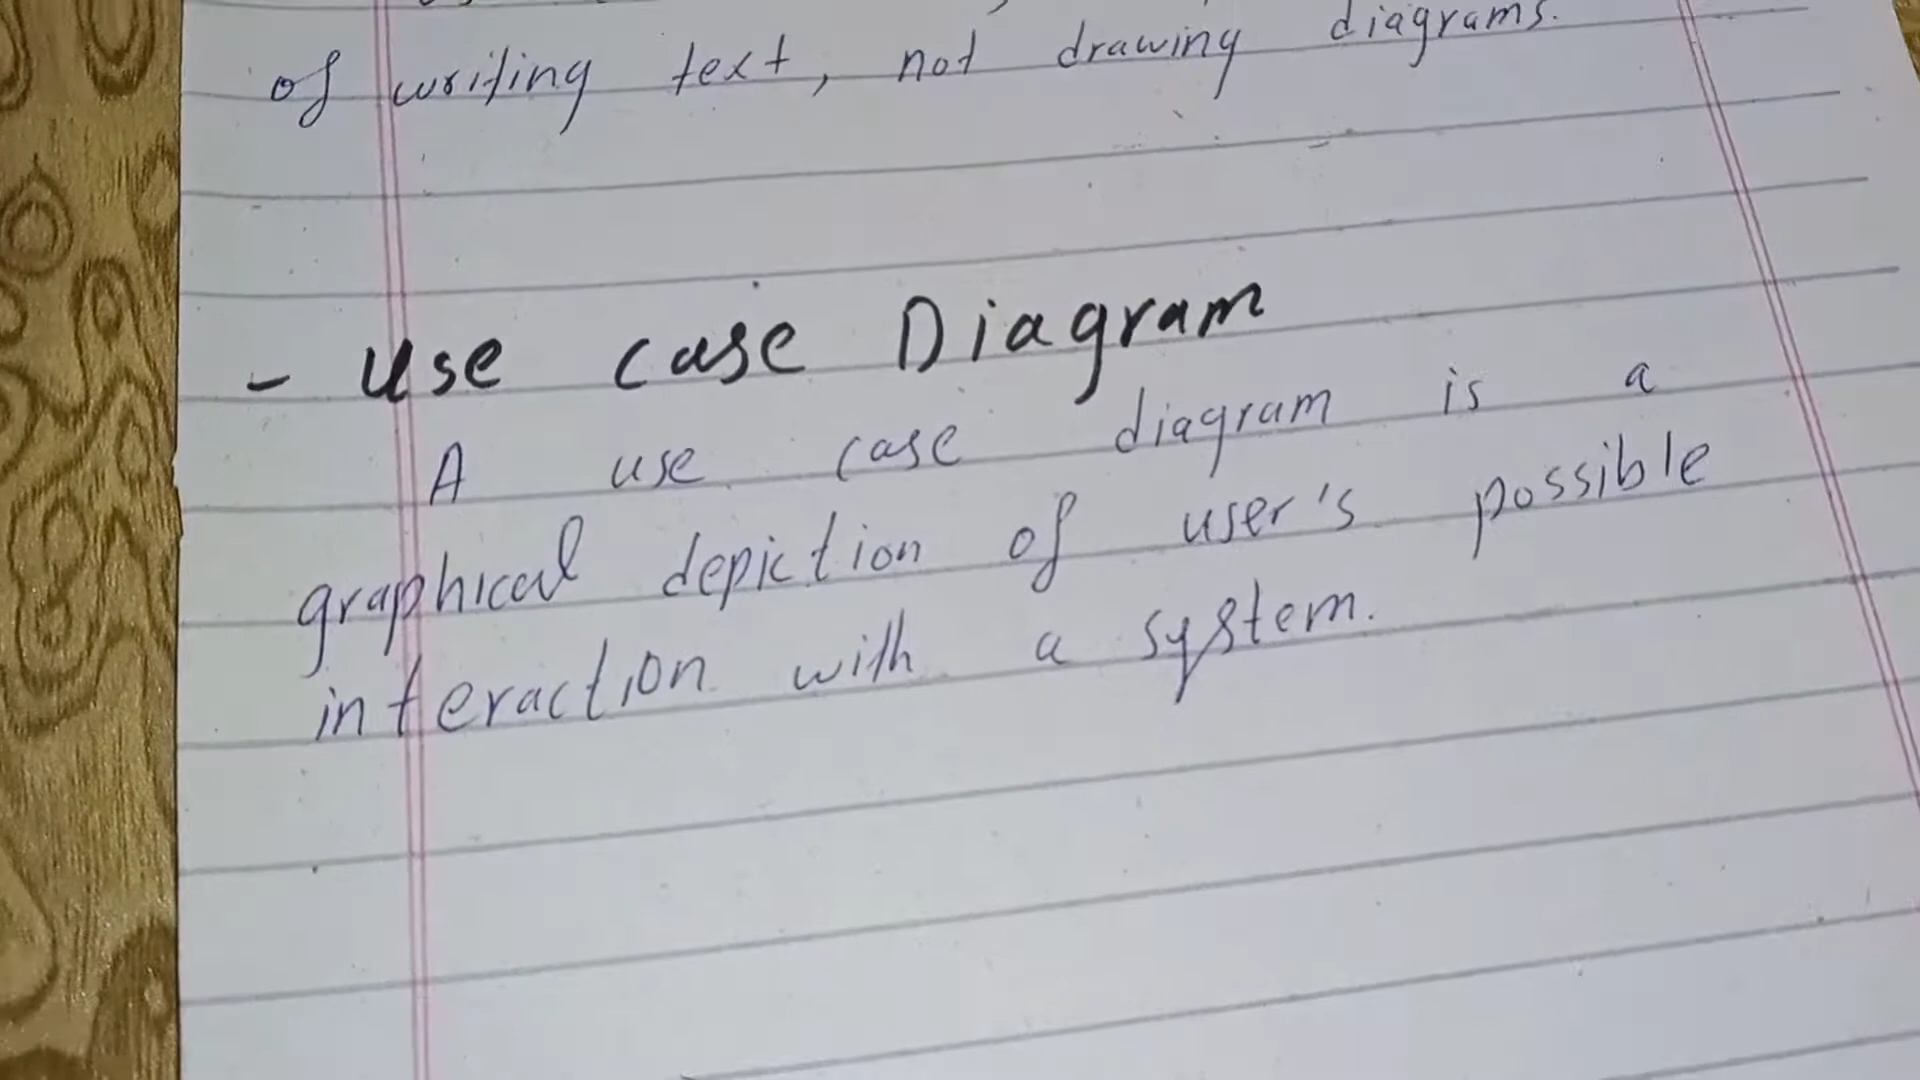 of writing text, not drawing diagrams.
- Use case Diagram
A use case diagram is a
graphical depiction of user's possible
interaction with a system.